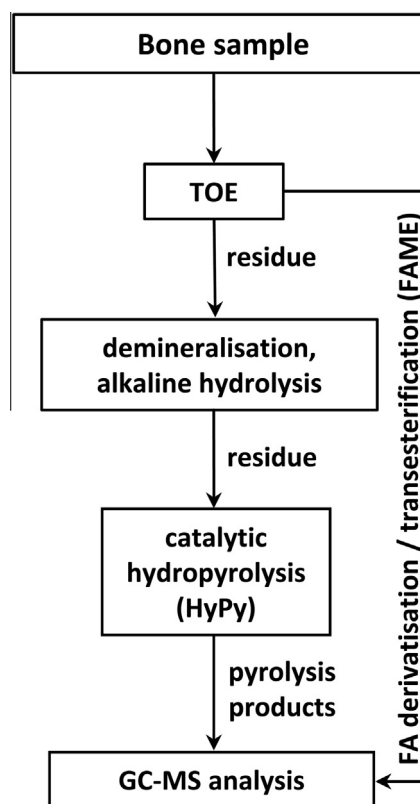 Bone sample
TOE
residue
demineralisation,
alkaline hydrolysis
residue
catalytic
hydropyrolysis
(HyPy)
pyrolysis
products
GC-MS analysis
FA derivatisation / transesterification (FAME)